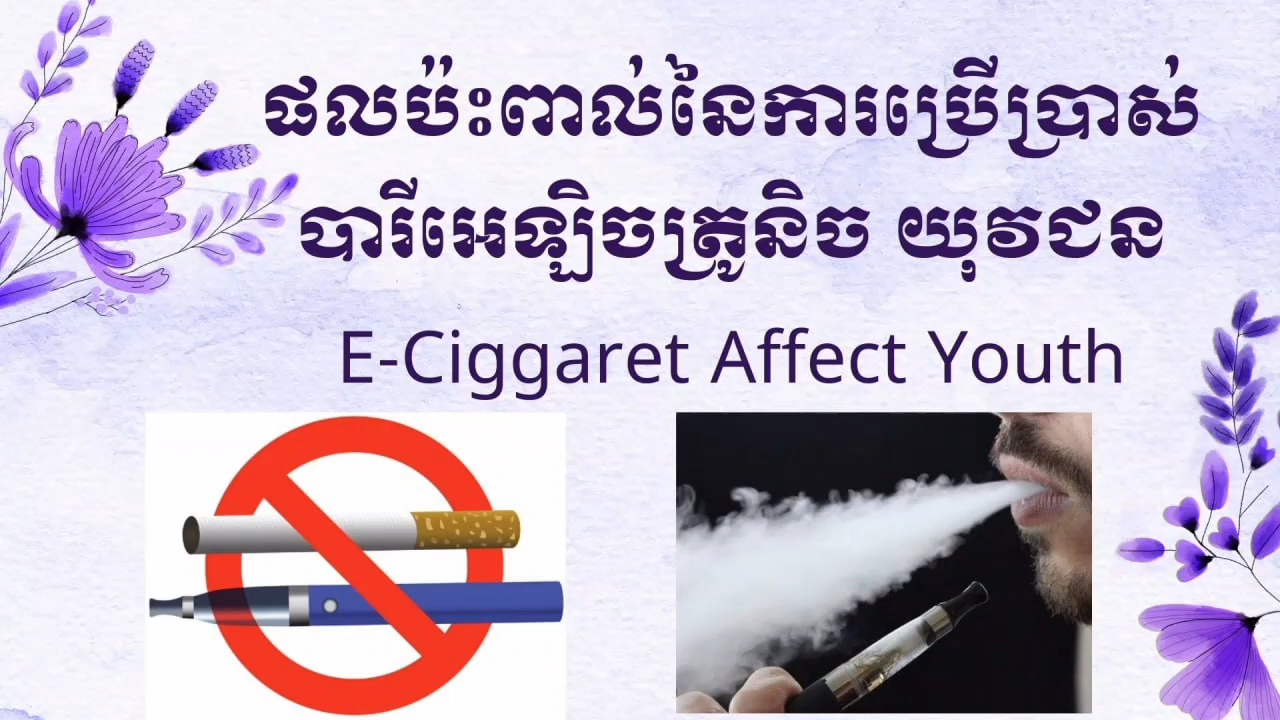 ផលប៉ះពាល់នៃការប្រើប្រាស់
បារីអេឡិចត្រូនិច យុវជន
E-Ciggaret Affect Youth